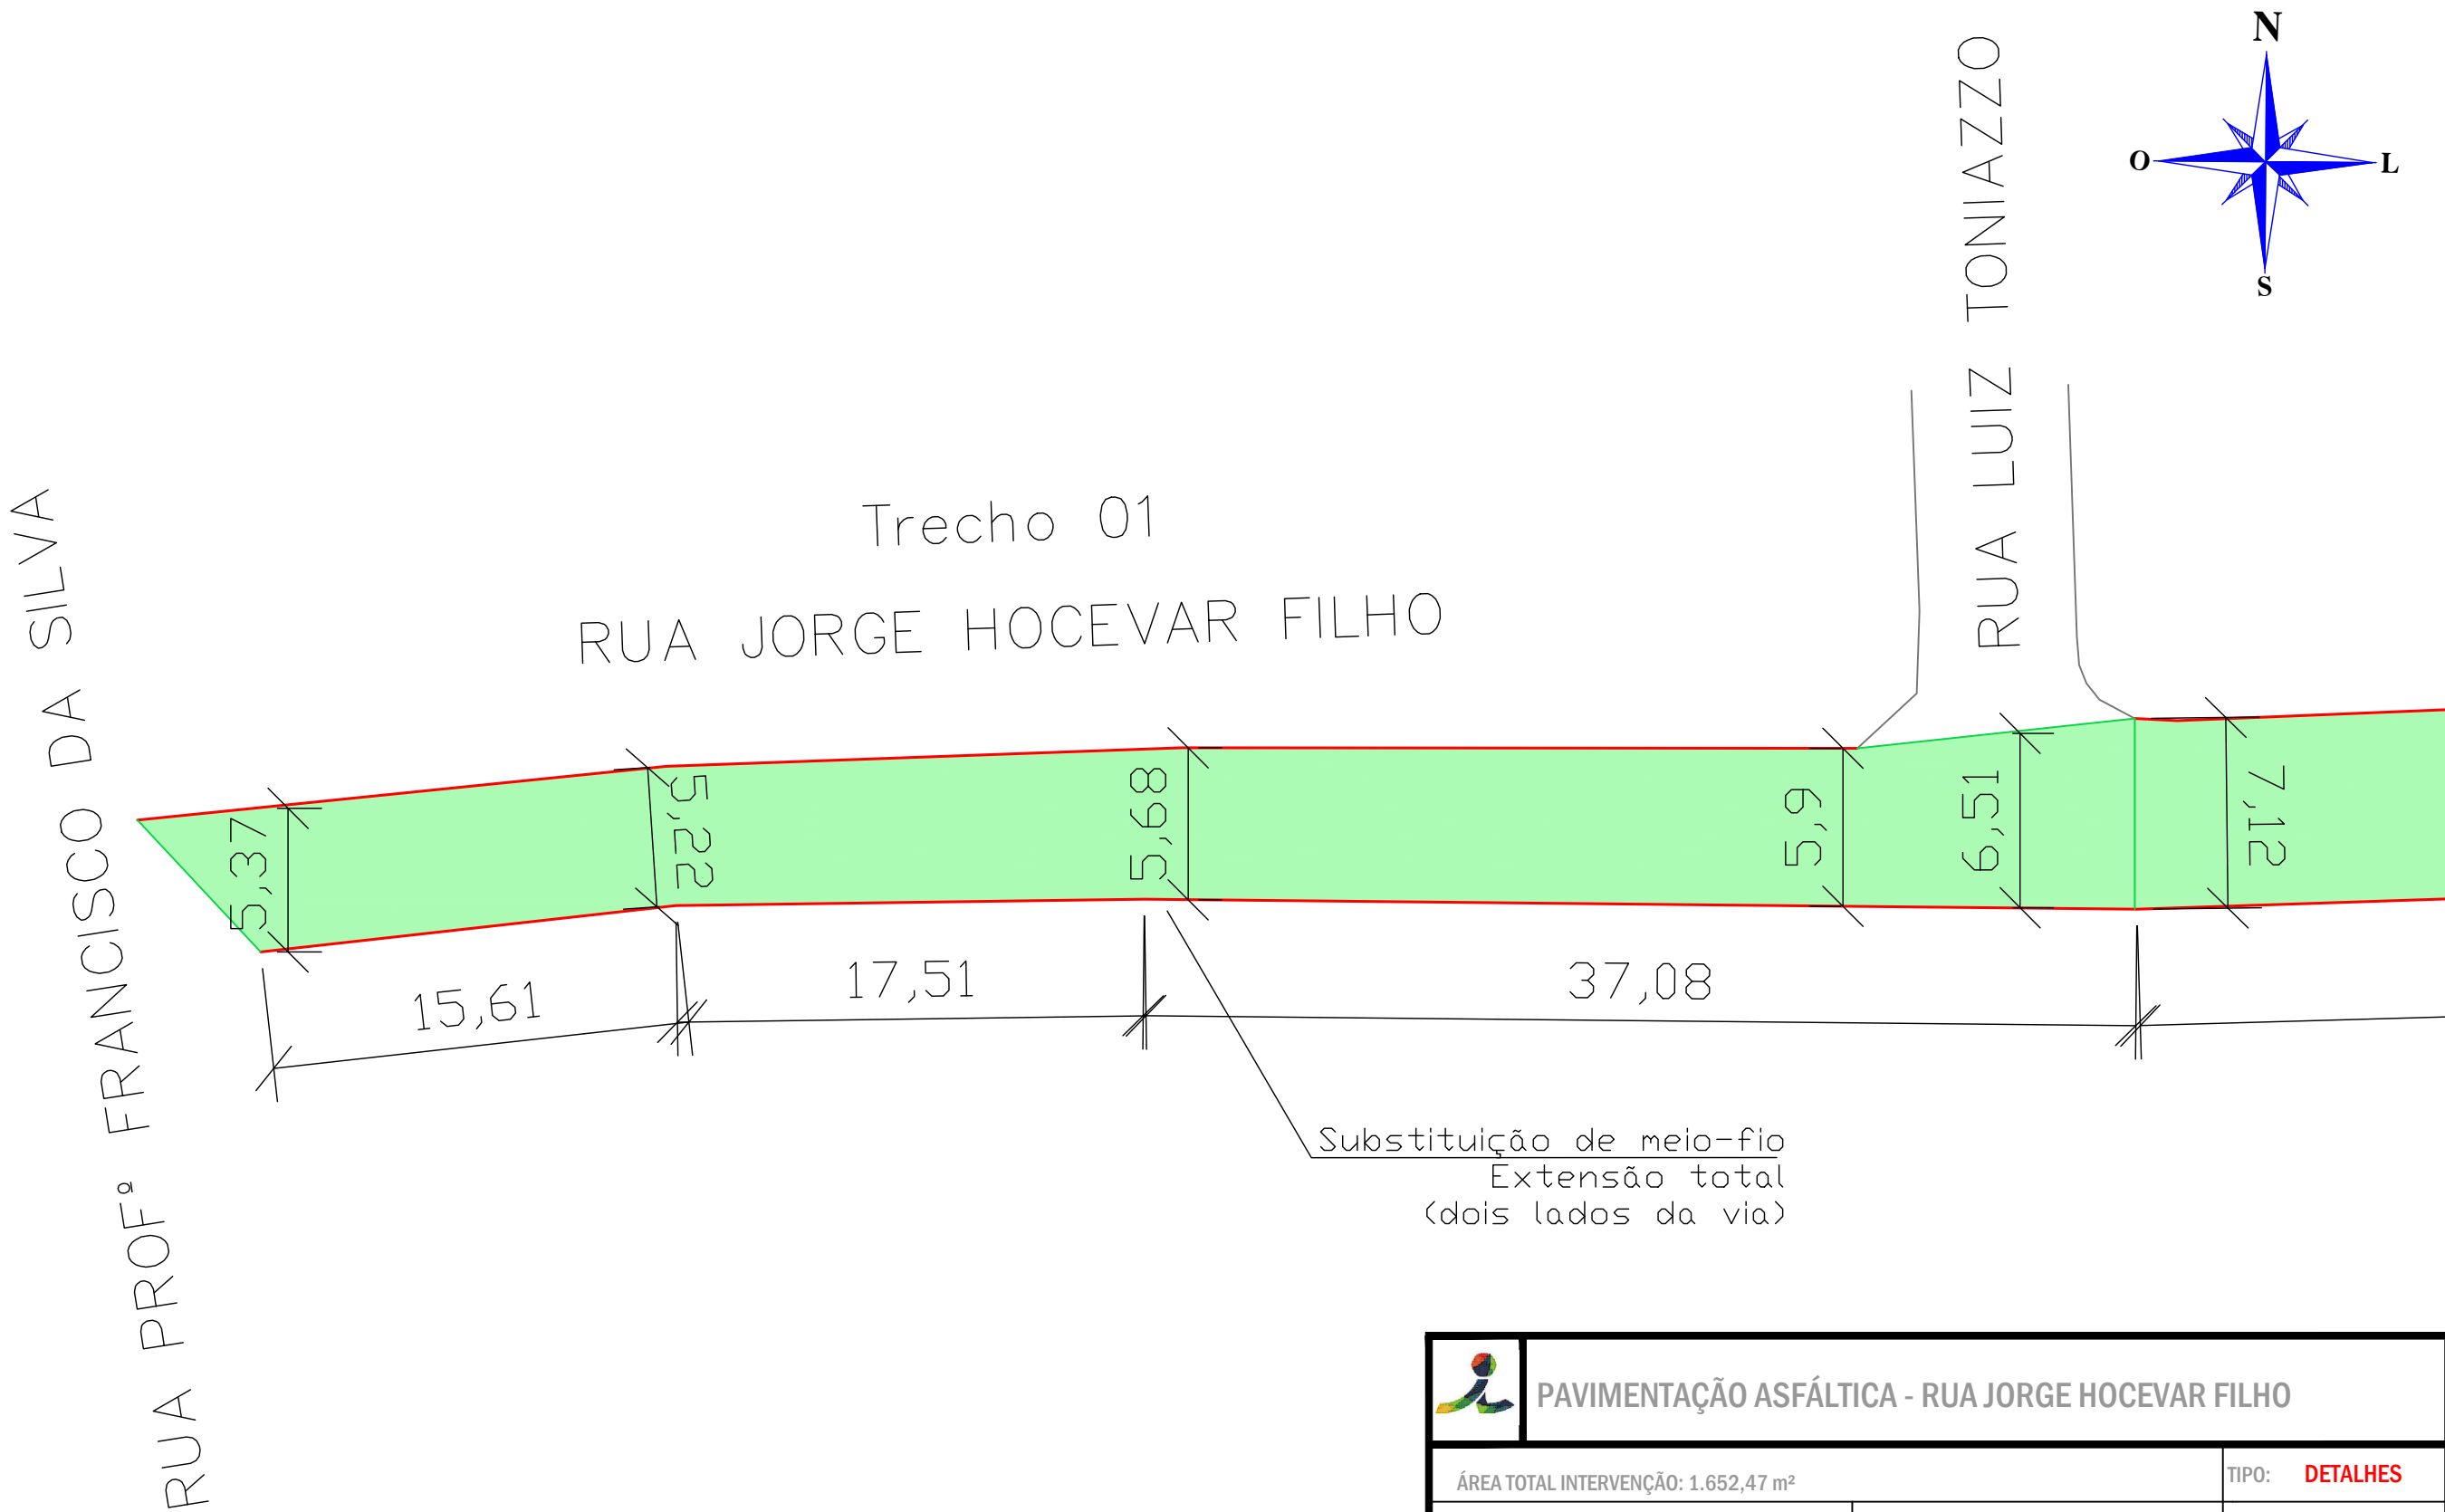 N
O
L
S
RUA LUIZ TONIAZZO
Trecho 01
RUA JORGE HOCEVAR FILHO
RUA PROFº FRANCISCO DA SILVA
5,37
5,22
5,68
5,9
6,51
7,12
15,61
17,51
37,08
Substituição de meio-fio
Extensão total
(dois lados da via)
PAVIMENTAÇÃO ASFÁLTICA - RUA JORGE HOCEVAR FILHO
ÁREA TOTAL INTERVENÇÃO: 1.652,47 m²
TIPO: DETALHES